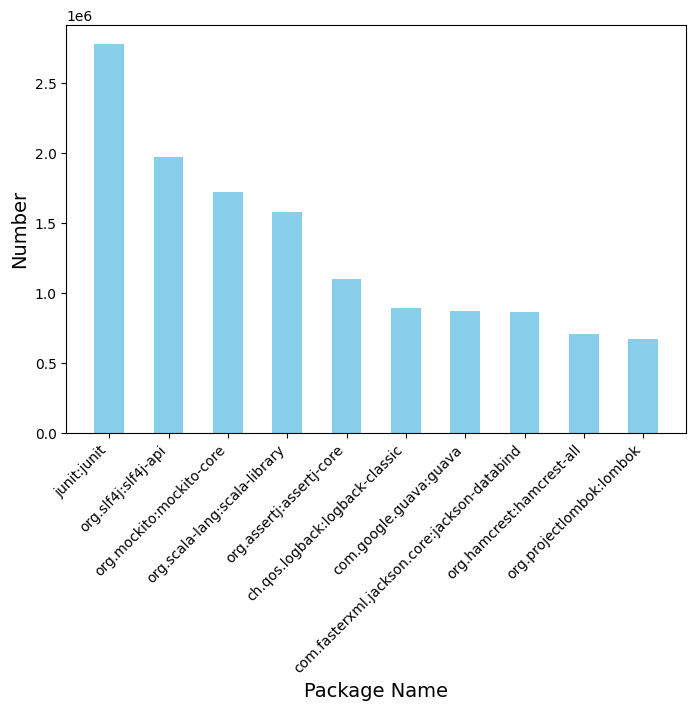 1e6
2.5
2.0
1.5
1.0
0.5
0.0
Number
junit:junit
org.slf4j:slf4j-api
org.mockito:mockito-core
org.scala-lang:scala-library
org.assertj:assertj-core
ch.qos.logback:logback-classic
com.google.guava:guava
com.fasterxml.jackson.core:jackson-databind
org.hamcrest:hamcrest-all
org.projectlombok:lombok
Package Name